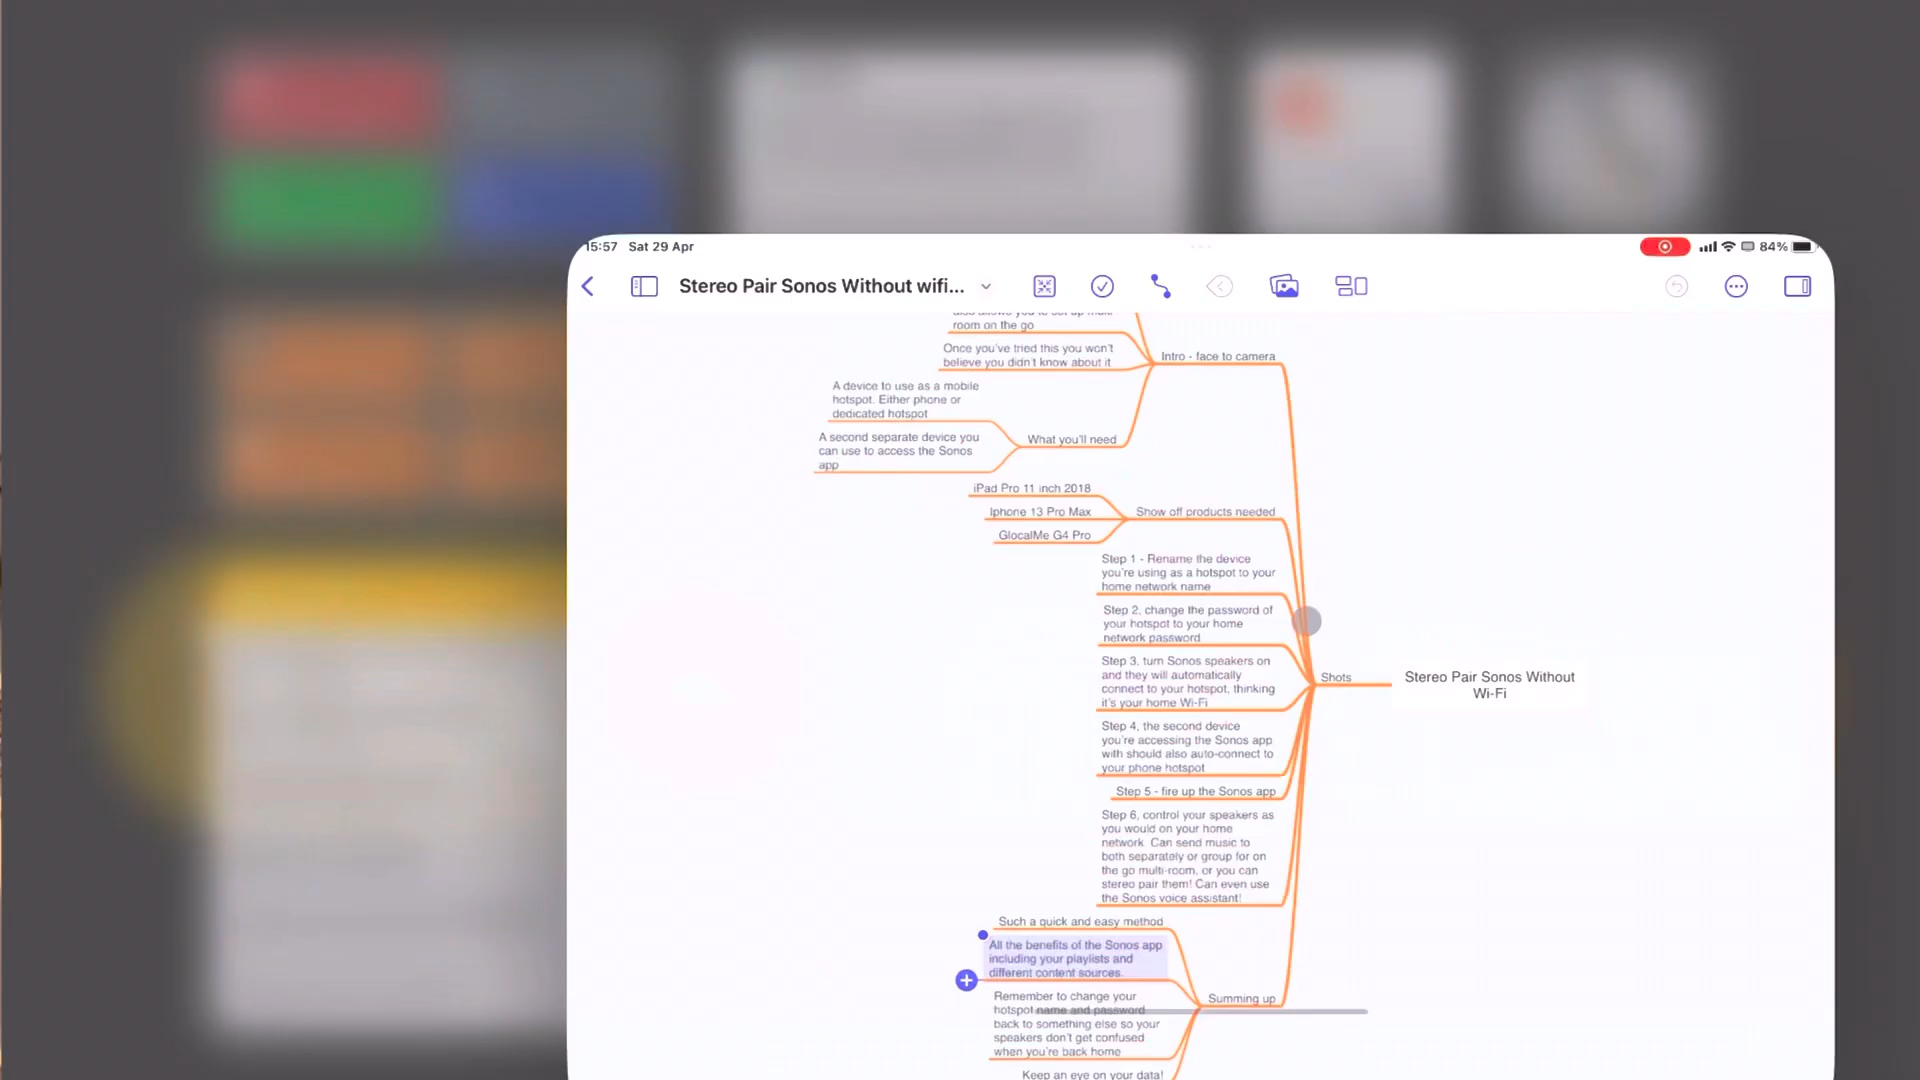 15:57 Sat 29 Apr
84%
Stereo Pair Sonos Without wifi...
also allows you to set up multi
room on the go
Once you've tried this you won't
believe you didn't know about it
Intro - face to camera
A device to use as a mobile
hotspot. Either phone or
dedicated hotspot
A second separate device you
can use to access the Sonos
app
What you'll need
iPad Pro 11 inch 2018
Iphone 13 Pro Max
GlocalMe G4 Pro
Show off products needed
Step 1 - Rename the device
you're using as a hotspot to your
home network name
Step 2, change the password of
your hotspot to your home
network password
Step 3, turn Sonos speakers on
and they will automatically
connect to your hotspot, thinking
it's your home Wi-Fi
Shots
Stereo Pair Sonos Without
Wi-Fi
Step 4, the second device
you're accessing the Sonos app
with should also auto-connect to
your phone hotspot
Step 5 - fire up the Sonos app
Step 6, control your speakers as
you would on your home
network. Can send music to
both separately or group for on
the go multi-room, or you can
stereo pair them! Can even use
the Sonos voice assistant!
Such a quick and easy method
All the benefits of the Sonos app
including your playlists and
different content sources.
Remember to change your
hotspot name and password
back to something else so your
speakers don't get confused
when you're back home
Summing up
Keep an eye on your data!